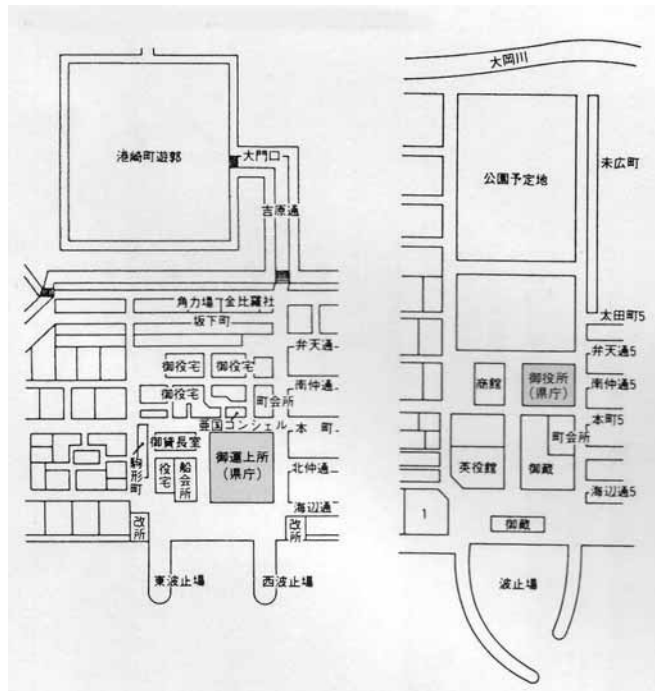 港崎町遊郭
大門口
吉原通
角力場
金比羅社
坂下町
弁天通
御役宅
御役宅
南仲通
御役宅
町会所
亜国コンシェル
本町
御貸長室
駒形町
役宅
船会所
御運上所
(県庁)
北仲通
海辺通
改所
改所
東波止場
西波止場
大岡川
公園予定地
末広町
太田町5
弁天通5
商館
御役所
(県庁)
南仲通5
本町5
町会所
英役館
御蔵
海辺通5
1
御蔵
波止場